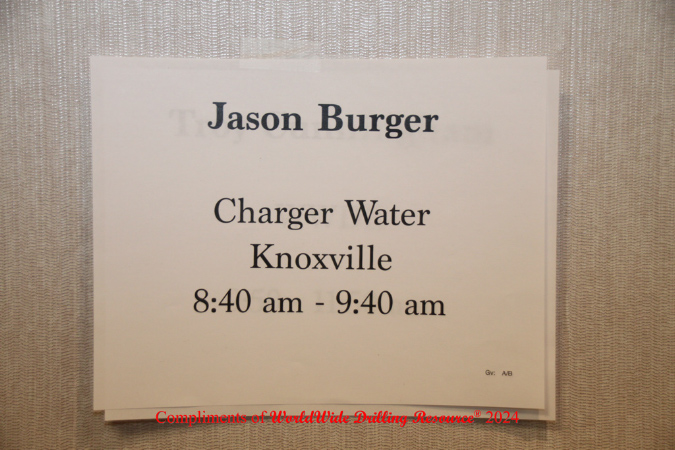 Jason Burger
Charger Water
Knoxville
8:40 am - 9:40 am
Compliments of WorldWide Drilling Resource® 2024